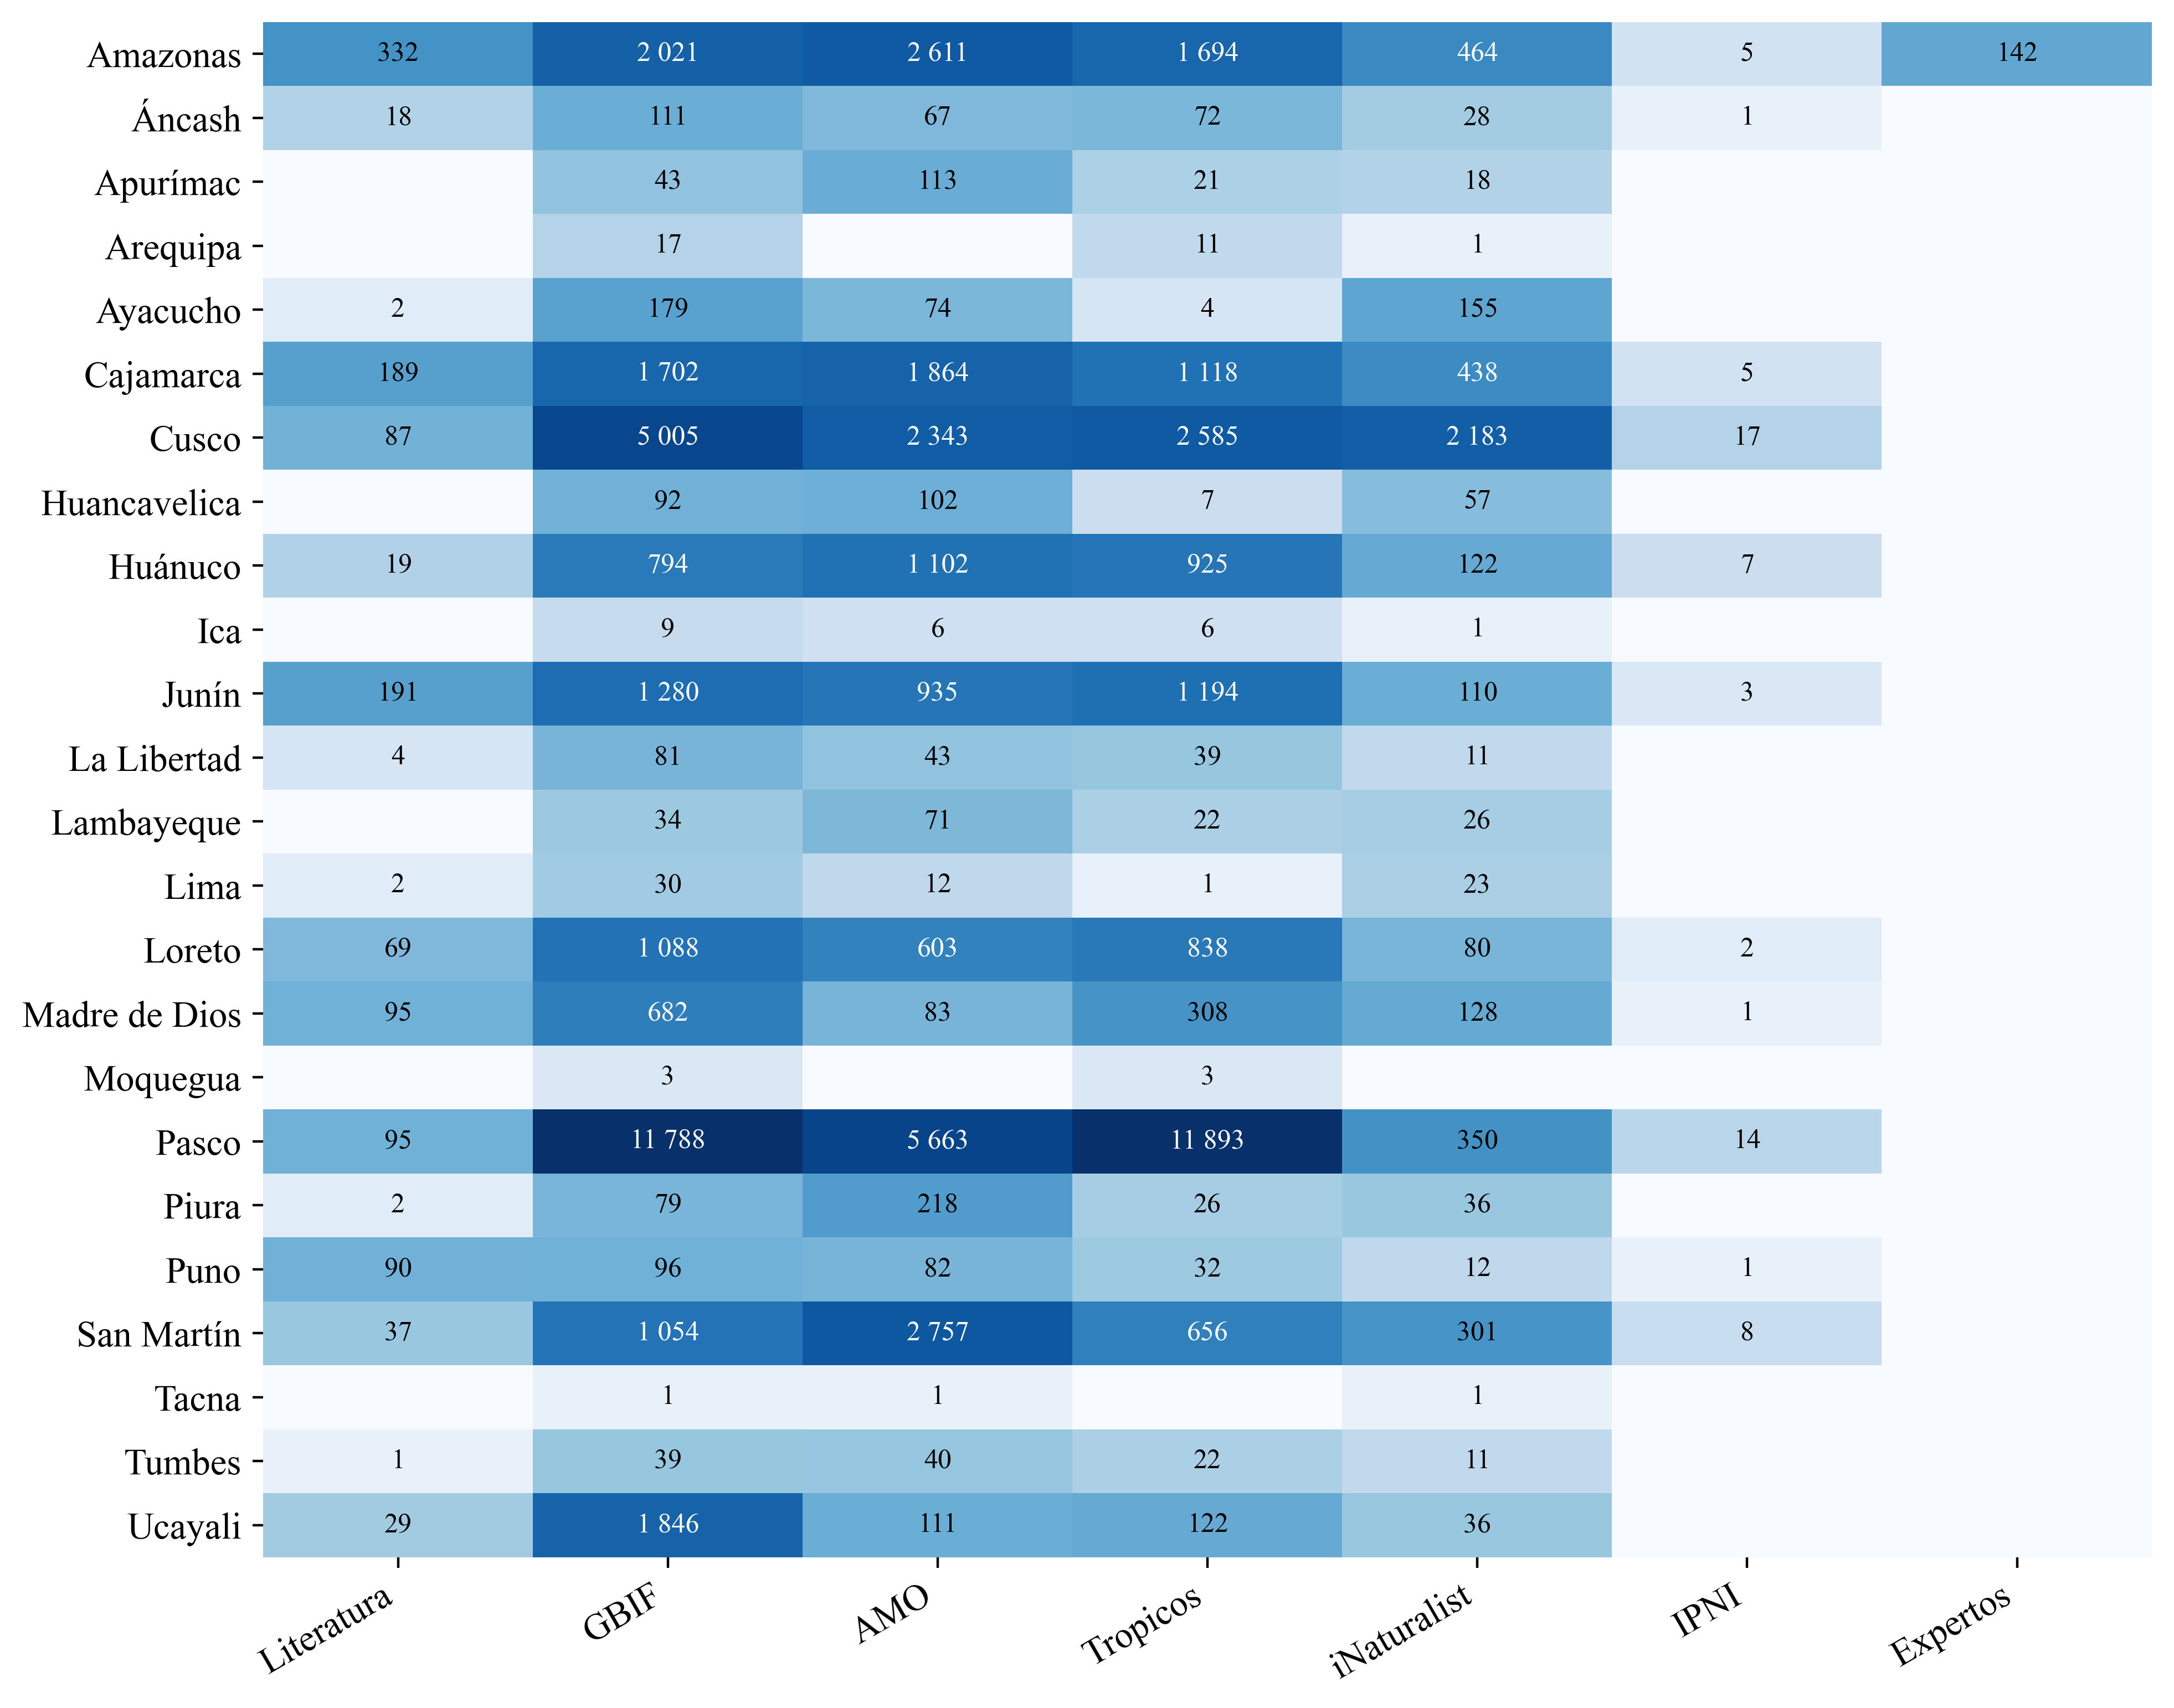 Amazonas 332 2 021 2 611 1 694 464 5 142
Áncash 18 111 67 72 28 1
Apurímac 43 113 21 18
Arequipa 17 11 1
Ayacucho 2 179 74 4 155
Cajamarca 189 1 702 1 864 1 118 438 5
Cusco 87 5 005 2 343 2 585 2 183 17
Huancavelica 92 102 7 57
Huánuco 19 794 1 102 925 122 7
Ica 9 6 6 1
Junín 191 1 280 935 1 194 110 3
La Libertad 4 81 43 39 11
Lambayeque 34 71 22 26
Lima 2 30 12 1 23
Loreto 69 1 088 603 838 80 2
Madre de Dios 95 682 83 308 128 1
Moquegua 3 3
Pasco 95 11 788 5 663 11 893 350 14
Piura 2 79 218 26 36
Puno 90 96 82 32 12 1
San Martín 37 1 054 2 757 656 301 8
Tacna 1 1 1
Tumbes 1 39 40 22 11
Ucayali 29 1 846 111 122 36
Literatura GBIF AMO Tropicos iNaturalist IPNI Expertos